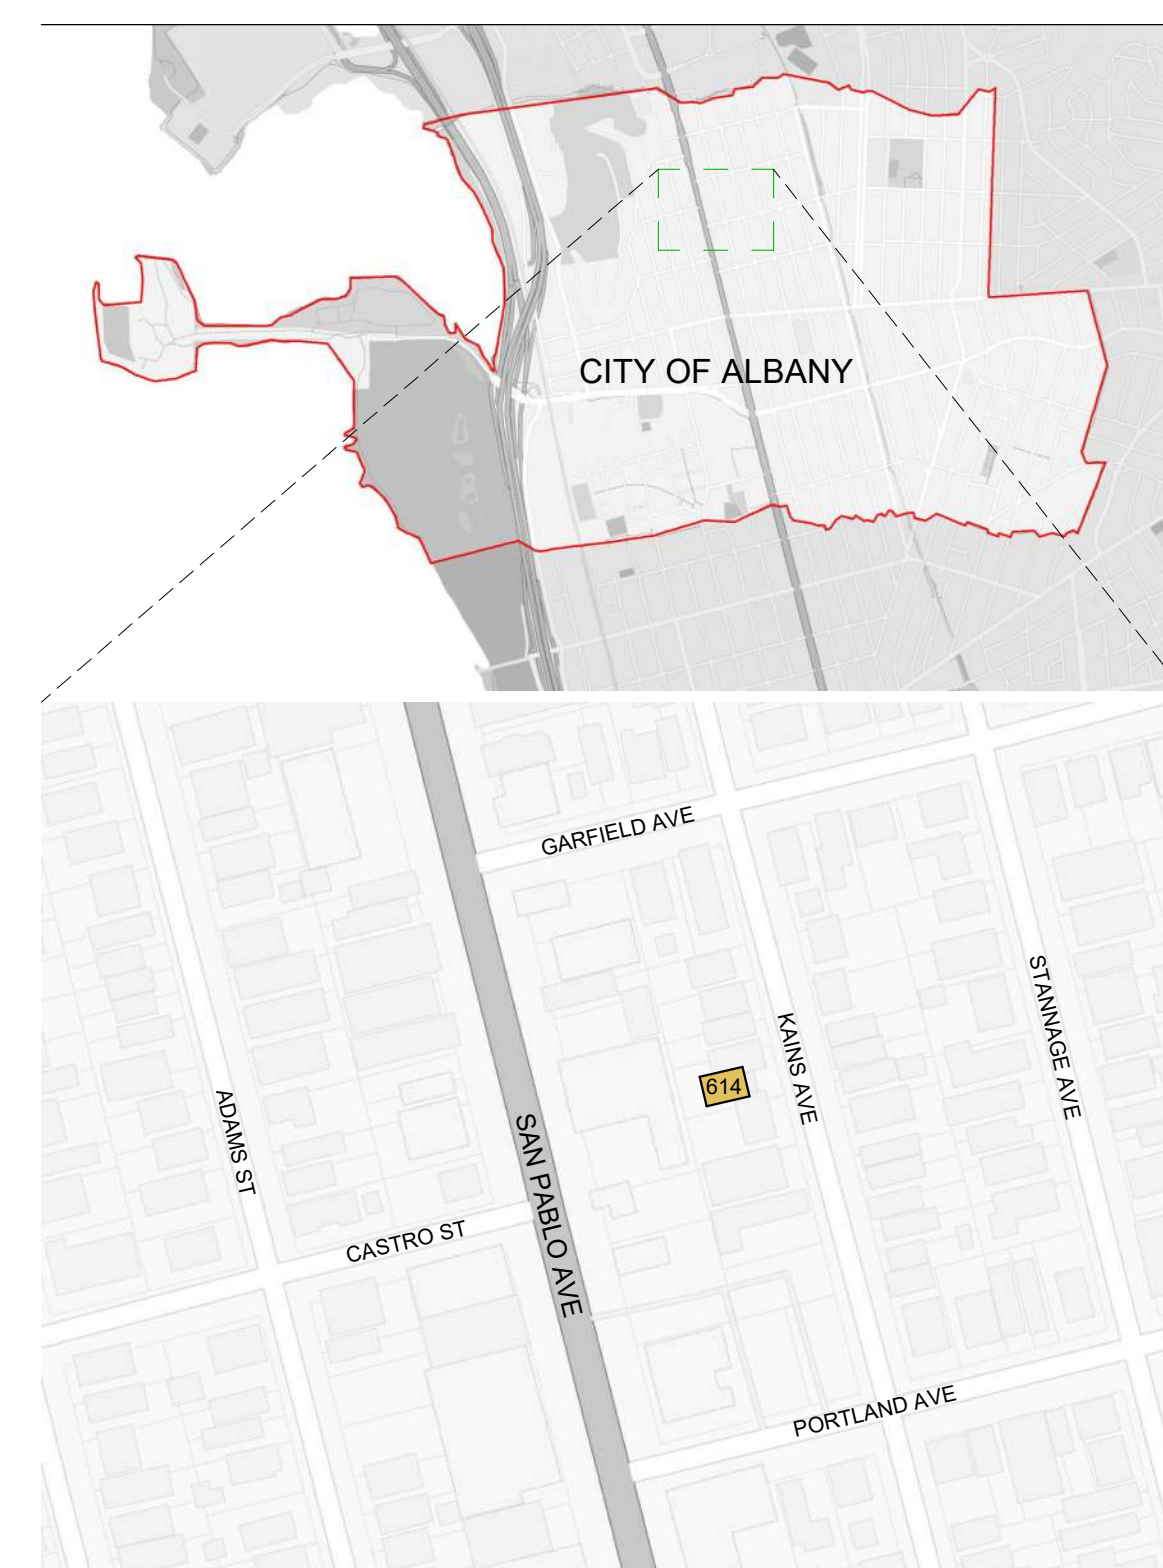 CITY OF ALBANY
GARFIELD AVE
STANNAGE AVE
KAINS AVE
614
ADAMS ST
SAN PABLO AVE
CASTRO ST
PORTLAND AVE